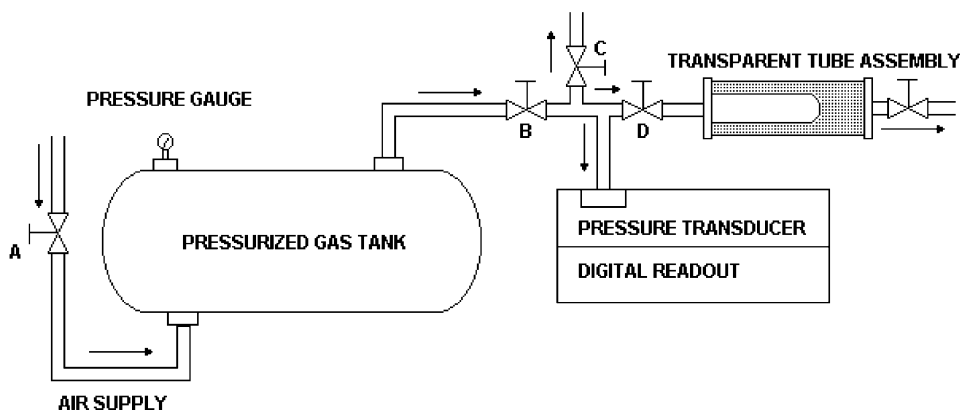 C
TRANSPARENT TUBE ASSEMBLY
PRESSURE GAUGE
B
D
A
PRESSURIZED GAS TANK
PRESSURE TRANSDUCER
DIGITAL READOUT
AIR SUPPLY